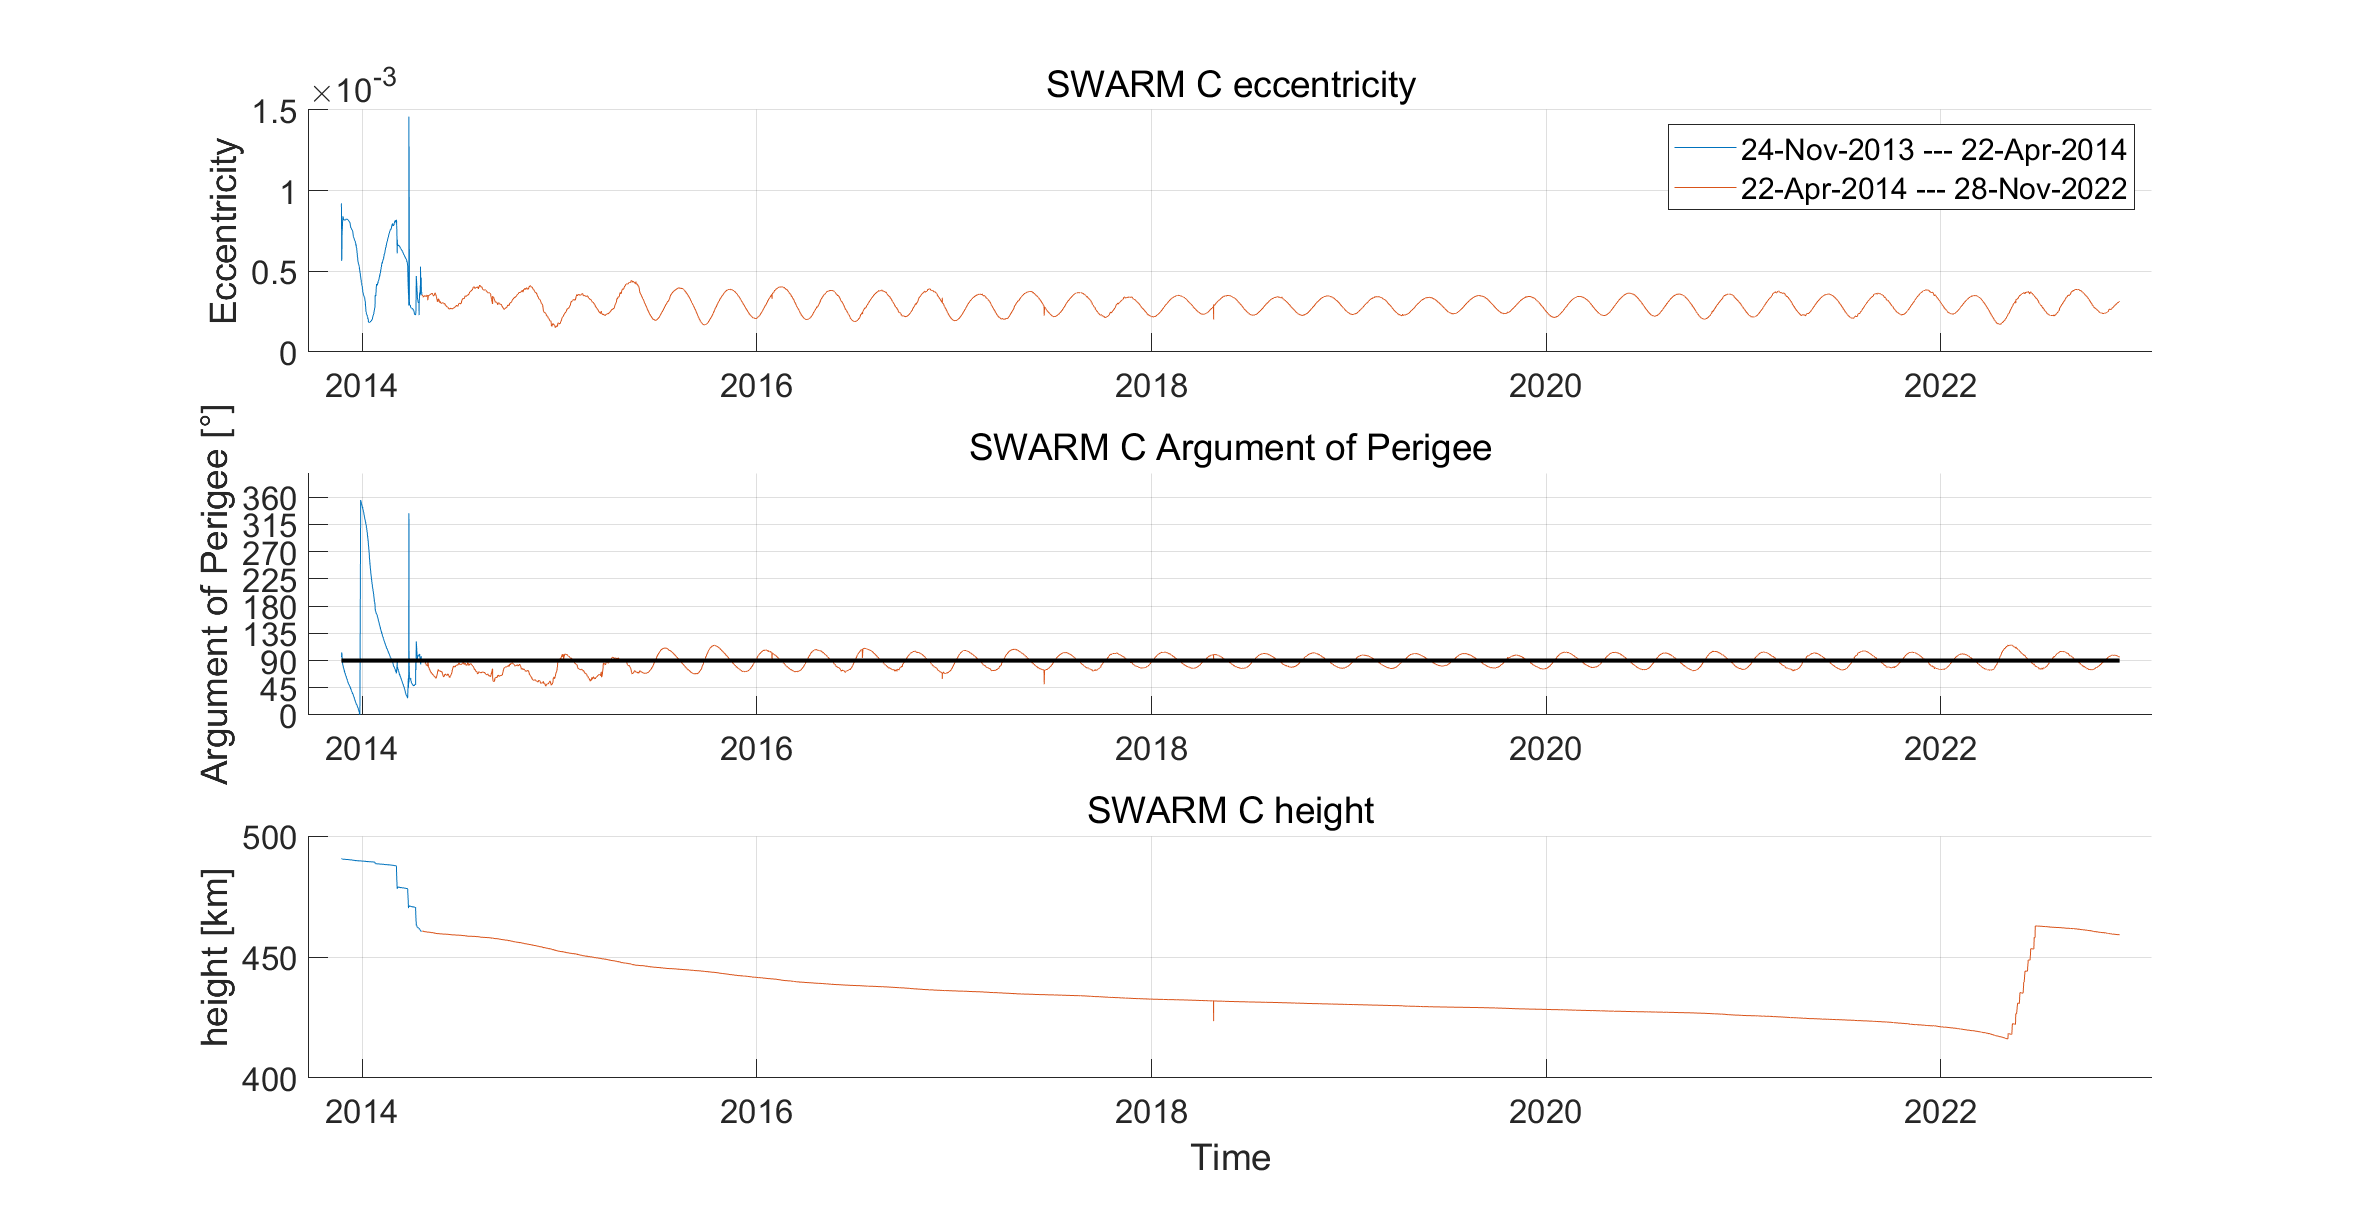 SWARM C eccentricity
×10-3
1.5
1
0.5
0
Eccentricity
24-Nov-2013 --- 22-Apr-2014
22-Apr-2014 --- 28-Nov-2022
2014 2016 2018 2020 2022
SWARM C Argument of Perigee
Argument of Perigee [°]
360
315
270
225
180
135
90
45
0
2014 2016 2018 2020 2022
SWARM C height
height [km]
500
450
400
2014 2016 2018 2020 2022
Time